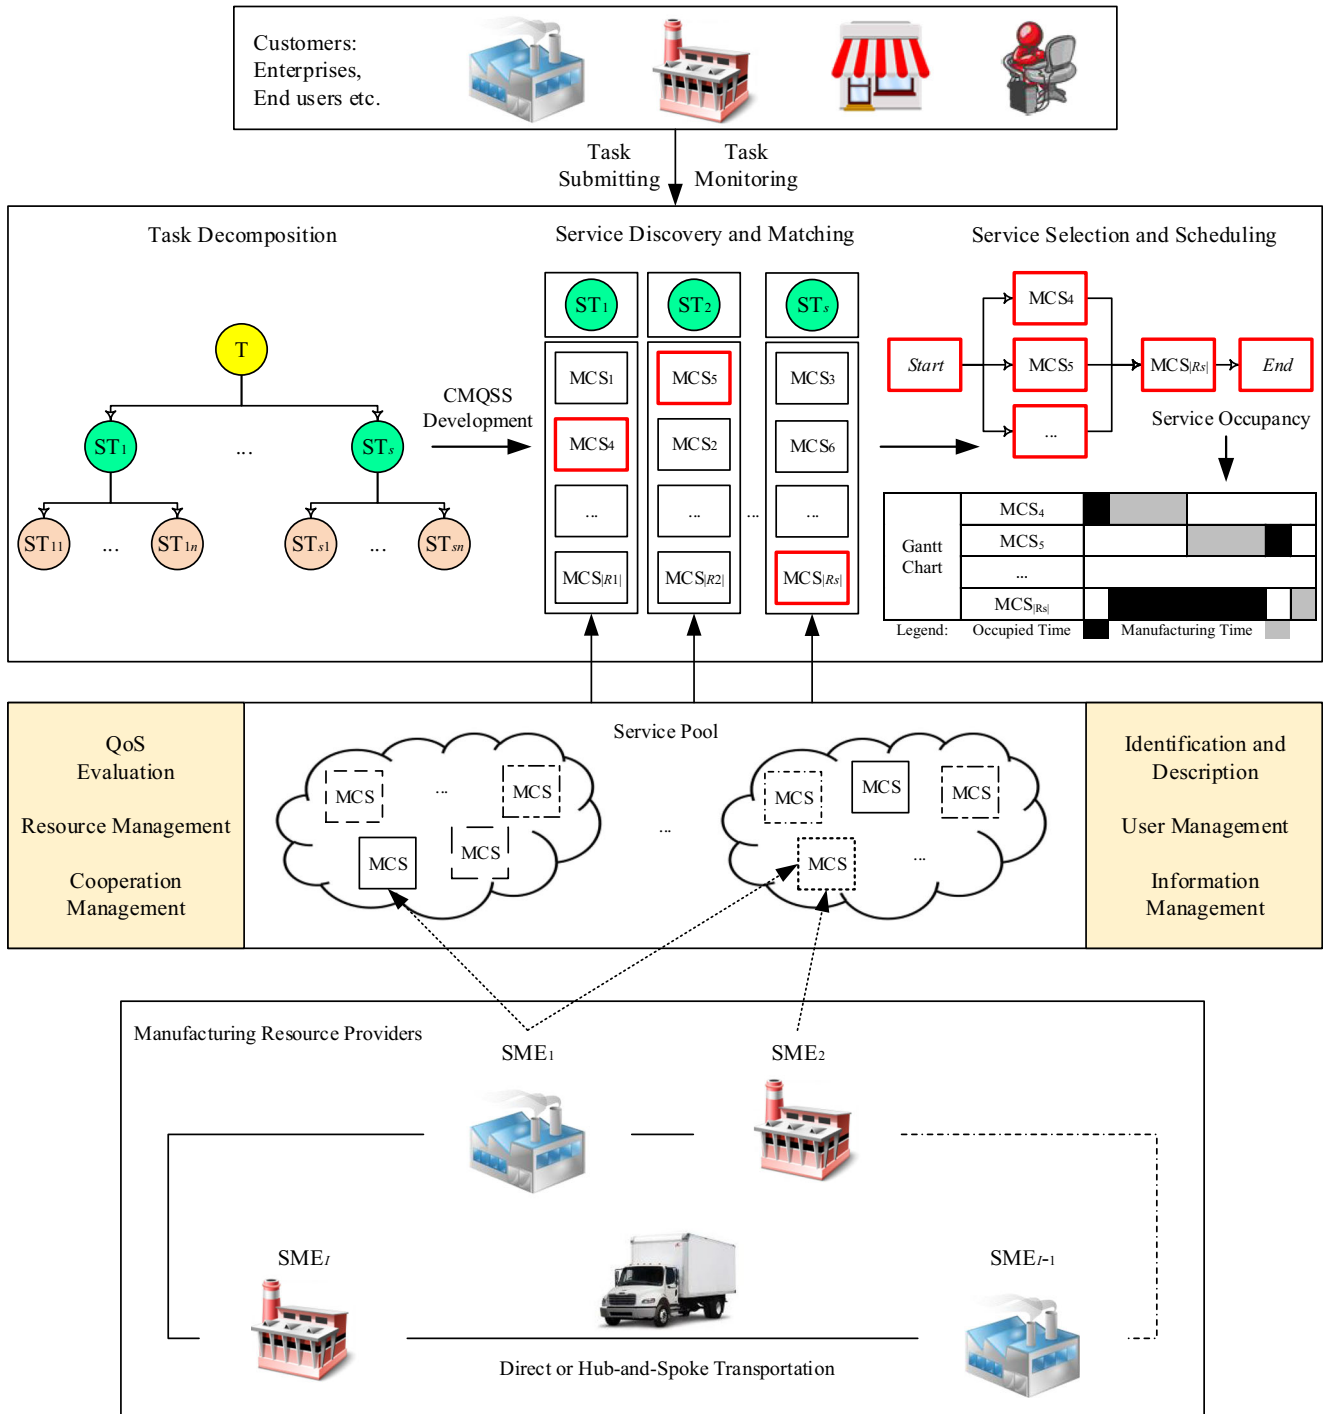 Customers:
Enterprises,
End users etc.
Task
Submitting
Task
Monitoring
Task Decomposition
Service Discovery and Matching
Service Selection and Scheduling
T
ST1
...
STs
ST11
...
ST1n
STs1
...
STsn
CMQSS
Development
ST1
ST2
STs
MCS1
MCS5
MCS3
MCS4
MCS2
MCS6
...
...
...
...
MCS|R1|
MCS|R2|
MCS|Rs|
MCS4
Start
MCS5
MCS|Rs|
End
...
Service Occupancy
Gantt
Chart
MCS4
MCS5
...
MCS|Rs|
Legend:
Occupied Time
Manufacturing Time
QoS
Evaluation
Resource Management
Cooperation
Management
Service Pool
MCS
...
MCS
MCS
MCS
...
MCS
MCS
MCS
MCS
...
Identification and
Description
User Management
Information
Management
Manufacturing Resource Providers
SME1
SME2
SMEI
SMEI-1
Direct or Hub-and-Spoke Transportation